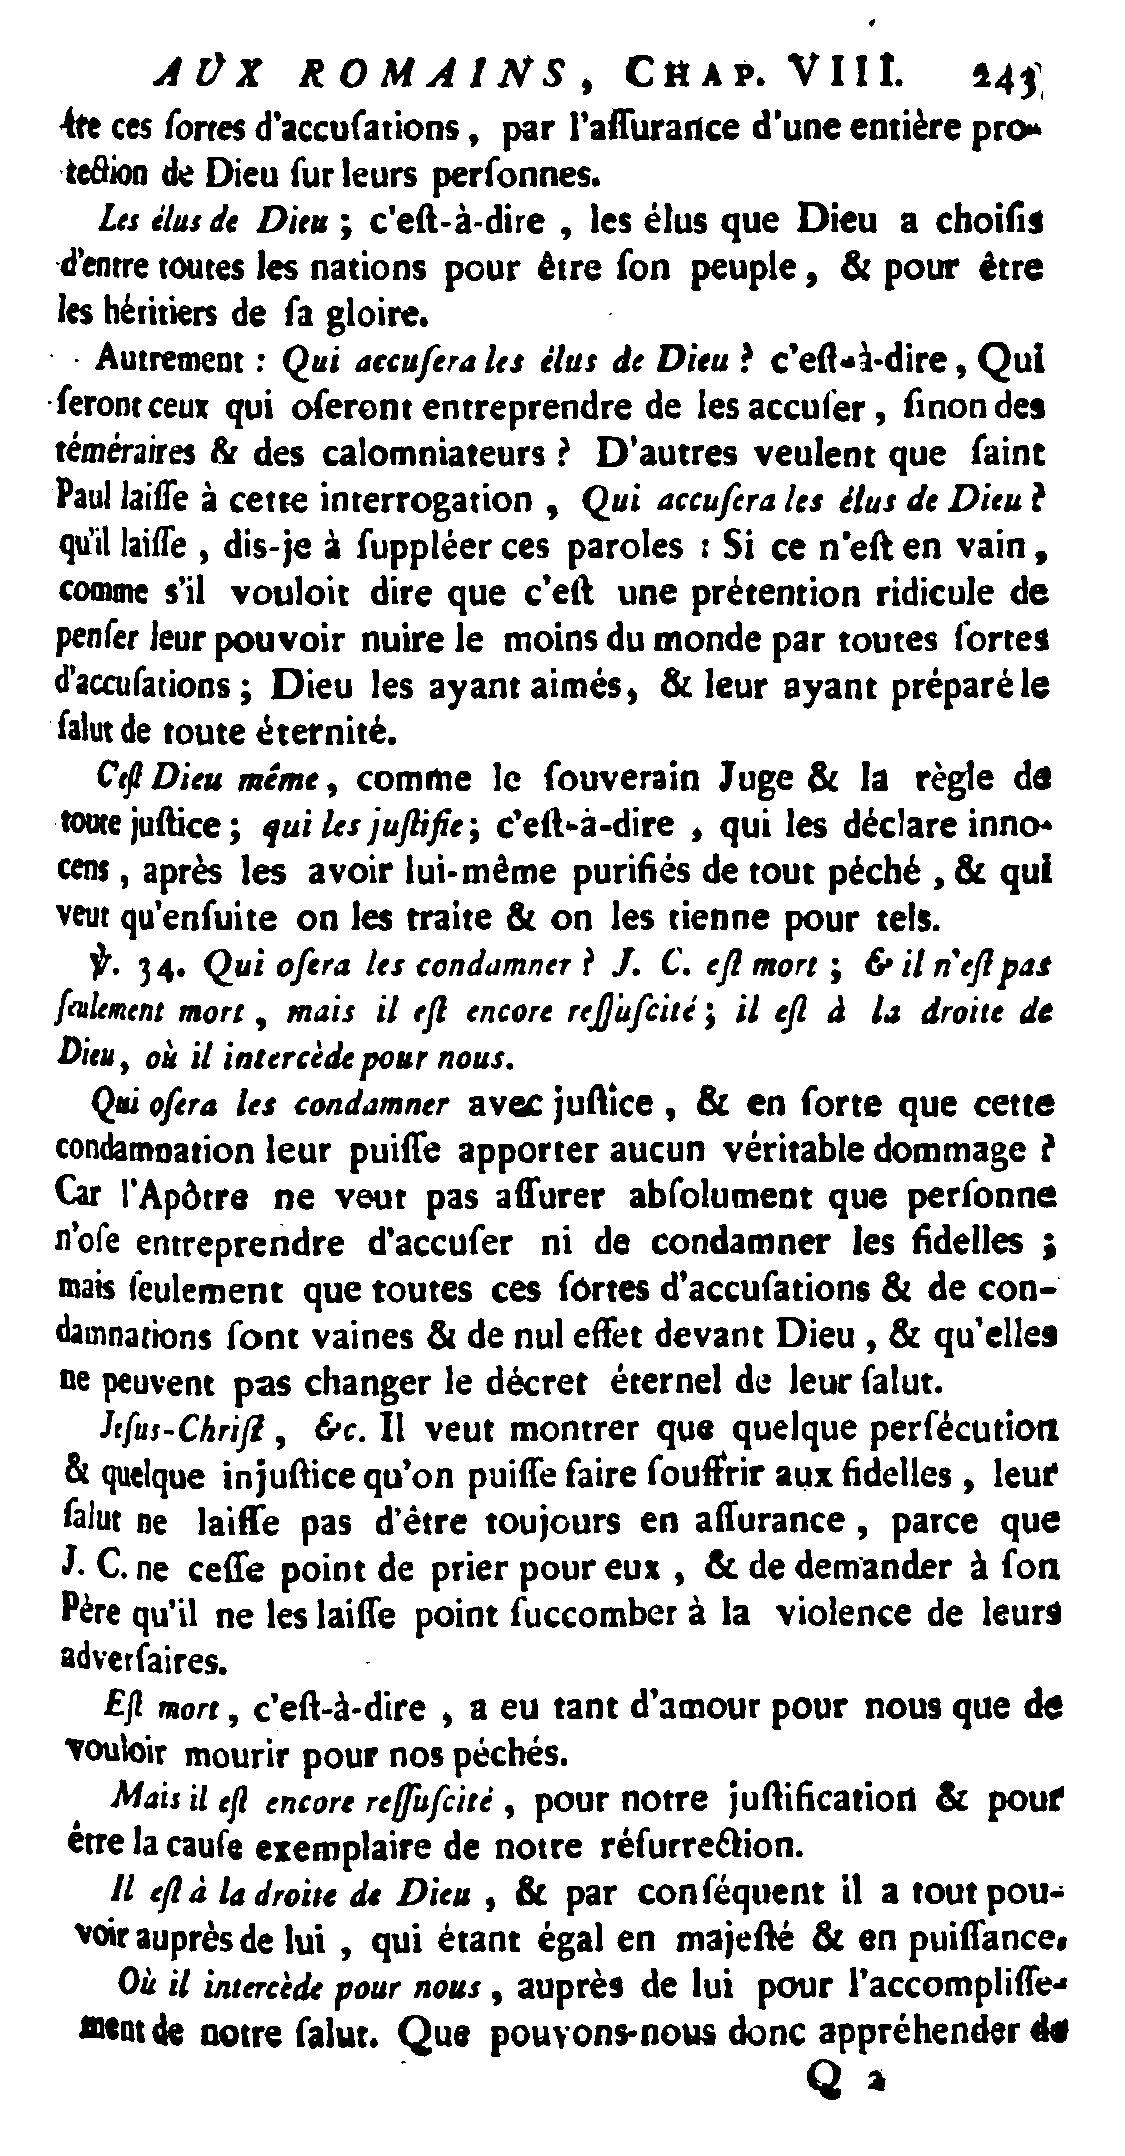 AUX ROMAINS, CHAP. VIII. 243
tre ces ſortes d'accuſations, par l'aſſurance d'une entière pro-
tection de Dieu ſur leurs perſonnes.
Les élus de Dieu ; c'eſt-à-dire, les élus que Dieu a choiſis
d'entre toutes les nations pour être ſon peuple, & pour être
les héritiers de ſa gloire.
Autrement : Qui accuſera les élus de Dieu ? c'eſt-à-dire, Qui
ſeront ceux qui oſeront entreprendre de les accuſer, ſinon des
téméraires & des calomniateurs ? D'autres veulent que ſaint
Paul laiſſe à cette interrogation, Qui accuſera les élus de Dieu ?
qu'il laiſſe, dis-je à ſuppléer ces paroles : Si ce n'eſt en vain,
comme s'il vouloit dire que c'eſt une prétention ridicule de
penſer leur pouvoir nuire le moins du monde par toutes ſortes
d'accuſations ; Dieu les ayant aimés, & leur ayant préparé le
ſalut de toute éternité.
C'eſt Dieu même, comme le ſouverain Juge & la règle de
toute juſtice ; qui les juſtifie ; c'eſt-à-dire, qui les déclare inno-
cens, après les avoir lui-même purifiés de tout péché, & qui
veut qu'enſuite on les traite & on les tienne pour tels.
℣. 34. Qui oſera les condamner ? J. C. eſt mort ; & il n'eſt pas
ſeulement mort, mais il eſt encore reſſuſcité ; il eſt à la droite de
Dieu, où il intercède pour nous.
Qui oſera les condamner avec juſtice, & en ſorte que cette
condamnation leur puiſſe apporter aucun véritable dommage ?
Car l'Apôtre ne veut pas aſſurer abſolument que perſonne
n'oſe entreprendre d'accuſer ni de condamner les fidelles ;
mais ſeulement que toutes ces ſortes d'accuſations & de con-
damnations ſont vaines & de nul effet devant Dieu, & qu'elles
ne peuvent pas changer le décret éternel de leur ſalut.
Jeſus-Chriſt, &c. Il veut montrer que quelque perſécution
& quelque injuſtice qu'on puiſſe faire ſouffrir aux fidelles, leur
ſalut ne laiſſe pas d'être toujours en aſſurance, parce que
J. C. ne ceſſe point de prier pour eux, & de demander à ſon
Père qu'il ne les laiſſe point ſuccomber à la violence de leurs
adverſaires.
Eſt mort, c'eſt-à-dire, a eu tant d'amour pour nous que de
vouloir mourir pour nos péchés.
Mais il eſt encore reſſuſcité, pour notre juſtification & pour
être la cauſe exemplaire de notre réſurrection.
Il eſt à la droite de Dieu, & par conſéquent il a tout pou-
voir auprès de lui, qui étant égal en majeſté & en puiſſance.
Où il intercède pour nous, auprès de lui pour l'accompliſſe-
ment de notre ſalut. Que pouvons-nous donc appréhender de
Q 2